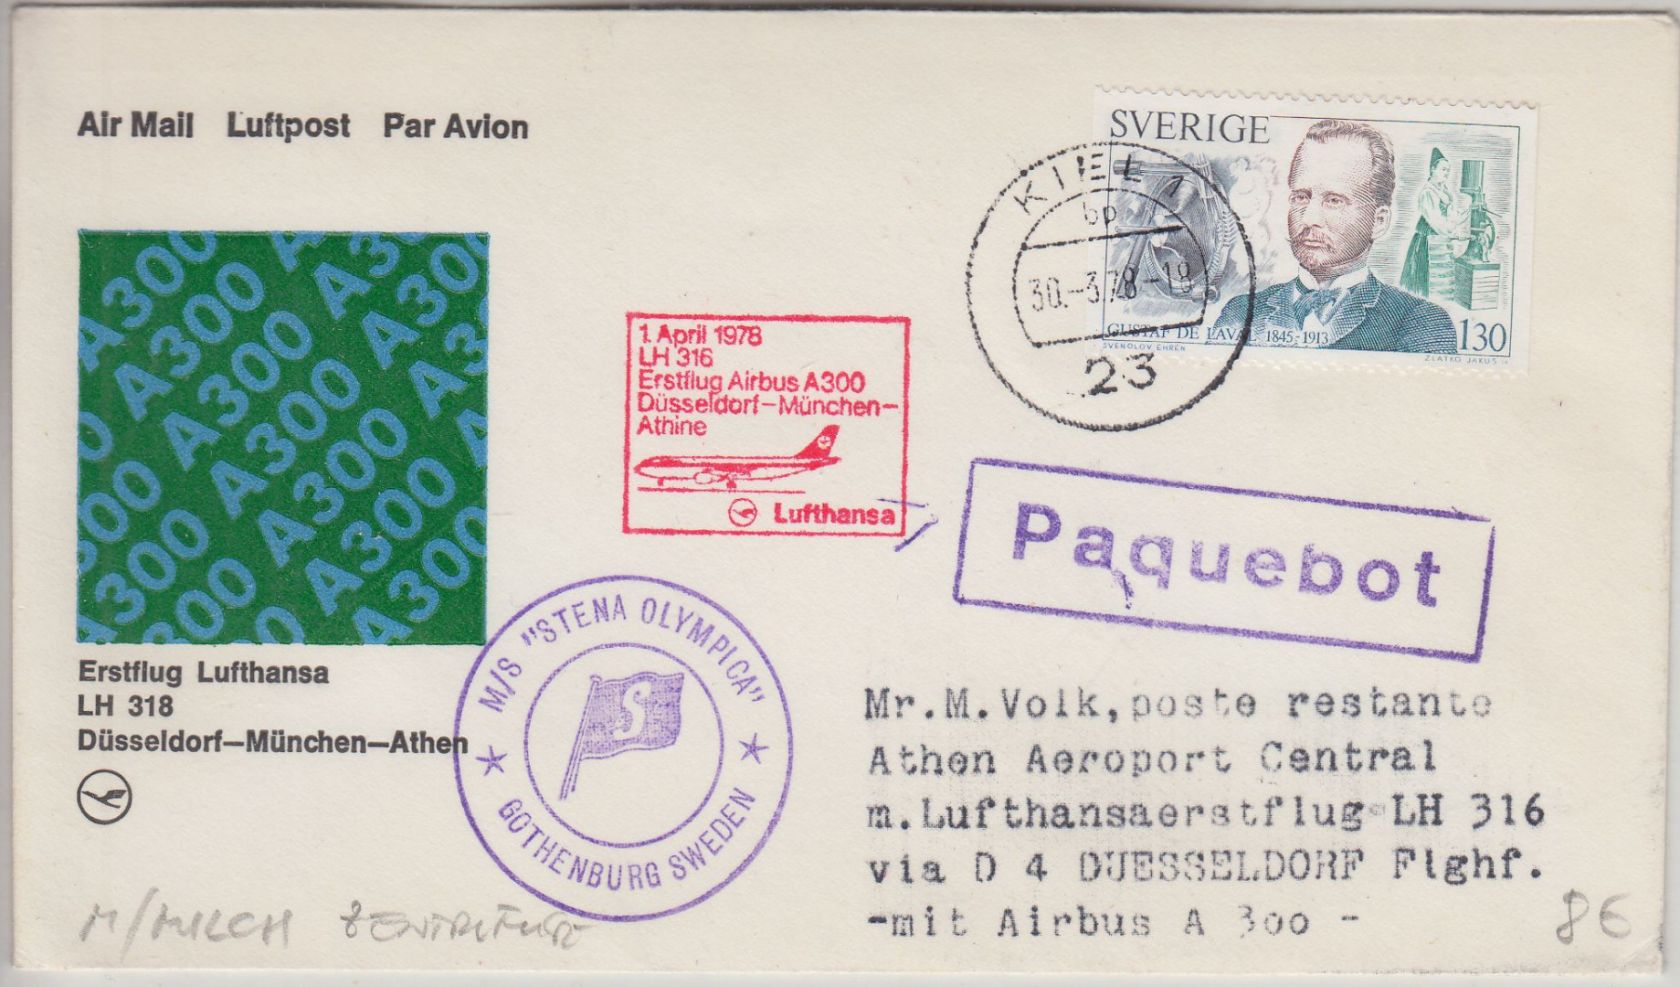 Air Mail Luftpost Par Avion
SVERIGE
GUSTAF DE LAVAL 1845-1913
130
SVENOLOV EHRÉN
ZLATKO JAKUS
KIEL 1
bp
30.-3.78-18
23
A300 A300 A300
1. April 1978
LH 316
Erstflug Airbus A300
Düsseldorf–München–
Athine
Lufthansa
Paquebot
Erstflug Lufthansa
LH 318
Düsseldorf–München–Athen
M/S "STENA OLYMPICA"
S
GOTHENBURG SWEDEN
Mr.M.Volk,poste restante
Athen Aeroport Central
m.Lufthansaerstflug LH 316
via D 4 DUESSELDORF Flghf.
-mit Airbus A 300 -
M/MILCH
86